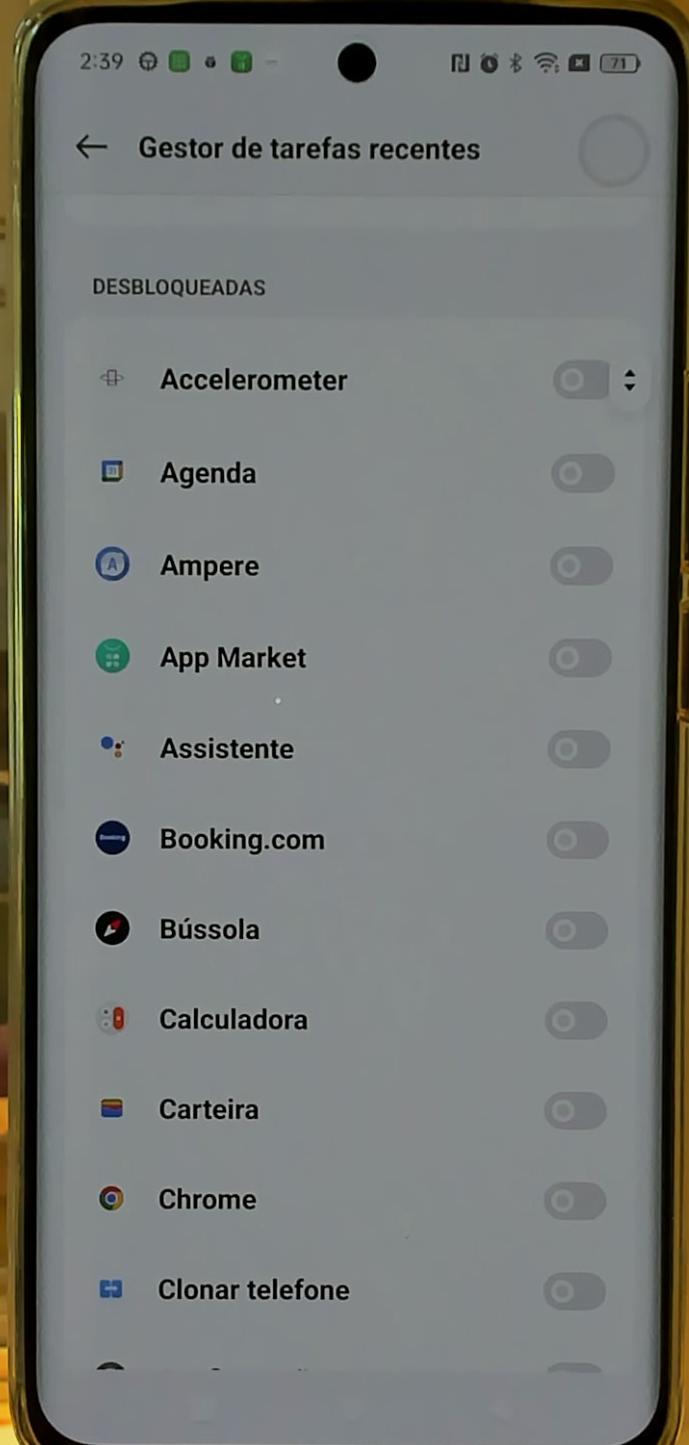 2:39
71
Gestor de tarefas recentes
DESBLOQUEADAS
Accelerometer
Agenda
Ampere
App Market
Assistente
Booking.com
Bússola
Calculadora
Carteira
Chrome
Clonar telefone